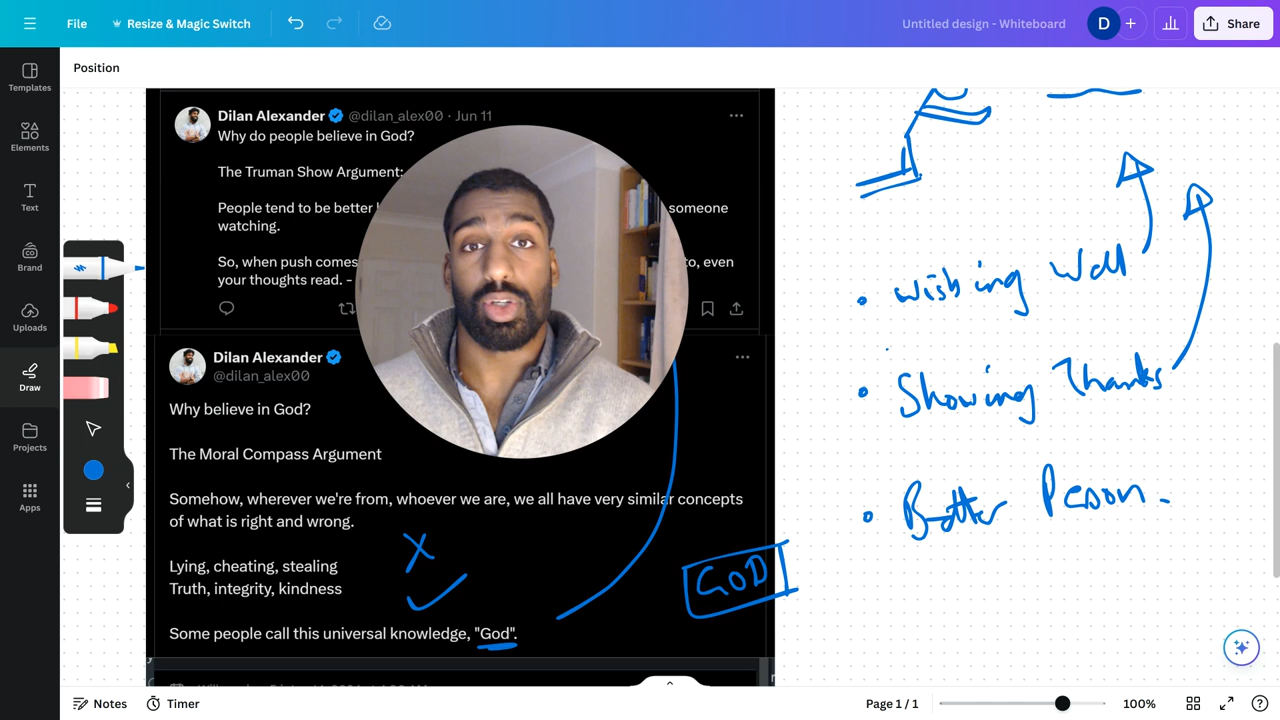 File
Resize & Magic Switch
Untitled design - Whiteboard
D
Share
Position
Templates
Elements
Text
Brand
Uploads
Draw
Projects
Apps
Dilan Alexander @dilan_alex00 · Jun 11
Why do people believe in God?
The Truman Show Argument:
People tend to be better someone
watching.
So, when push comes to, even
your thoughts read. -
Dilan Alexander
@dilan_alex00
Why believe in God?
The Moral Compass Argument
Somehow, wherever we're from, whoever we are, we all have very similar concepts
of what is right and wrong.
Lying, cheating, stealing
Truth, integrity, kindness
Some people call this universal knowledge, "God".
GOD
• Wishing Well
• Showing Thanks
• Better Person.
Notes
Timer
Page 1 / 1
100%